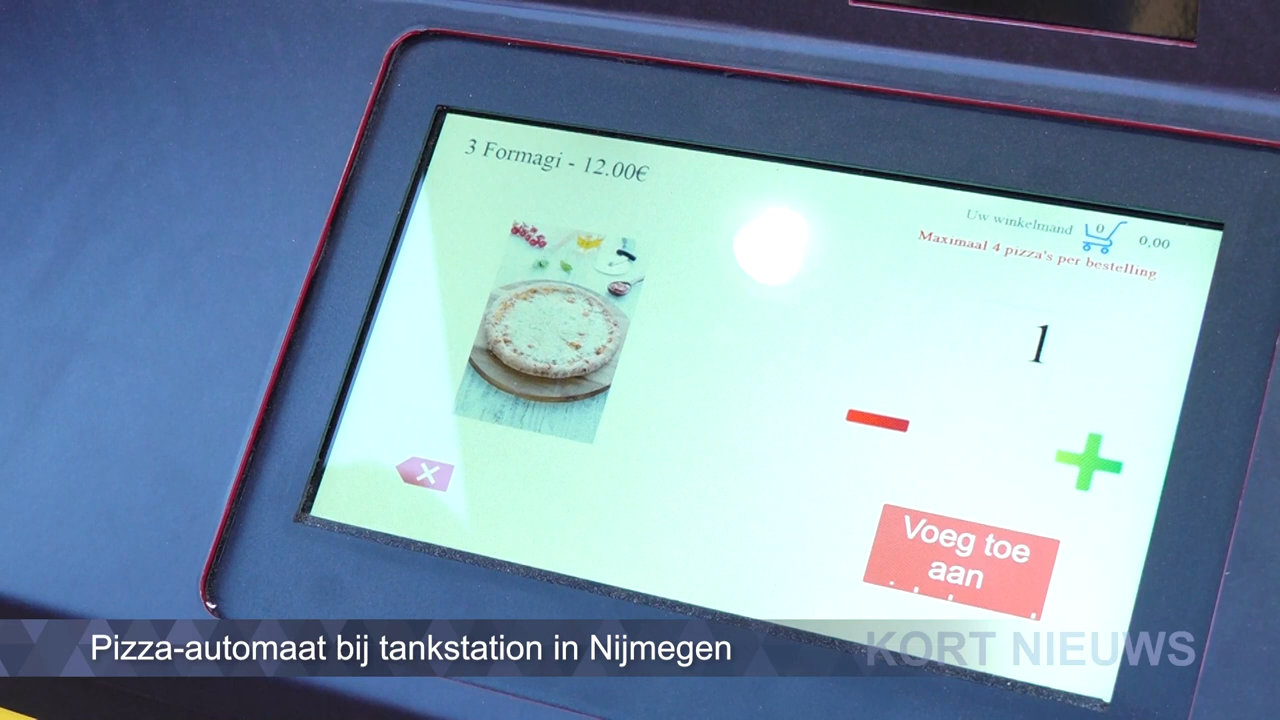 3 Formagi - 12.00€
Uw winkelmand 0 0,00
Maximaal 4 pizza's per bestelling
1
Voeg toe
aan
Pizza-automaat bij tankstation in Nijmegen
KORT NIEUWS